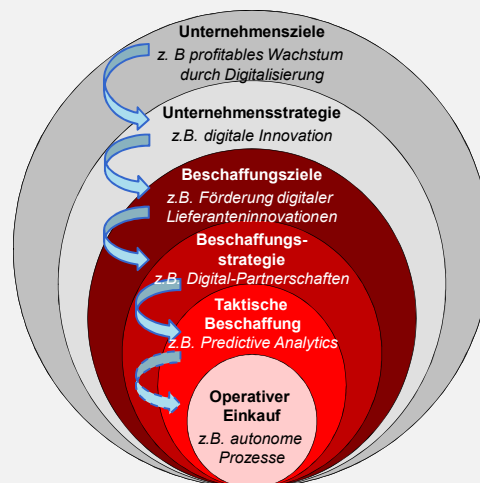 Unternehmensziele
z. B profitables Wachstum
durch Digitalisierung
Unternehmensstrategie
z.B. digitale Innovation
Beschaffungsziele
z.B. Förderung digitaler
Lieferanteninnovationen
Beschaffungs-
strategie
z.B. Digital-Partnerschaften
Taktische
Beschaffung
z.B. Predictive Analytics
Operativer
Einkauf
z.B. autonome
Prozesse